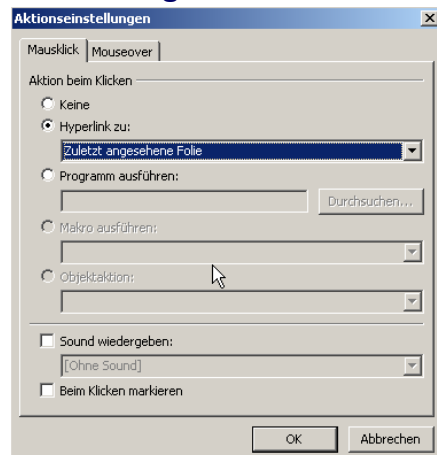 Aktionseinstellungen
Mausklick Mouseover
Aktion beim Klicken
Keine
Hyperlink zu:
Zuletzt angesehene Folie
Programm ausführen:
Durchsuchen...
Makro ausführen:
Objektaktion:
Sound wiedergeben:
[Ohne Sound]
Beim Klicken markieren
OK Abbrechen